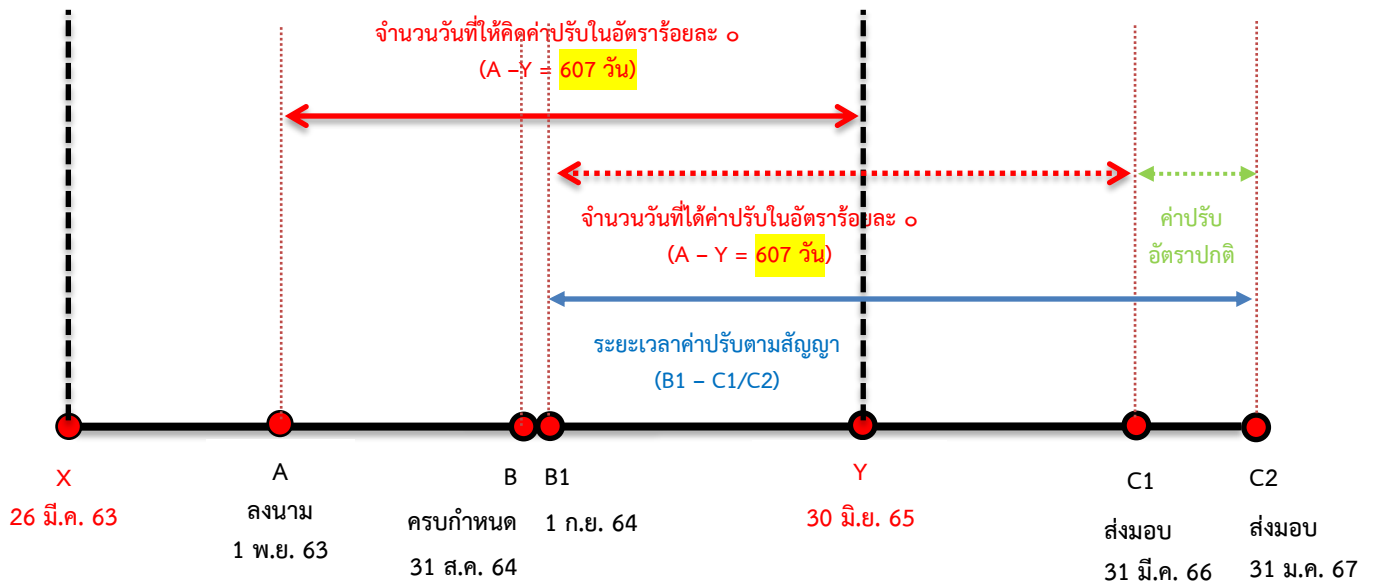 จำนวนวันที่ให้คิดค่าปรับในอัตราร้อยละ ๐
(A –Y = 607 วัน)
จำนวนวันที่ได้ค่าปรับในอัตราร้อยละ ๐
(A – Y = 607 วัน)
ค่าปรับ
อัตราปกติ
ระยะเวลาค่าปรับตามสัญญา
(B1 – C1/C2)
X
26 มี.ค. 63
A
ลงนาม
1 พ.ย. 63
B
ครบกำหนด
31 ส.ค. 64
B1
1 ก.ย. 64
Y
30 มิ.ย. 65
C1
ส่งมอบ
31 มี.ค. 66
C2
ส่งมอบ
31 ม.ค. 67